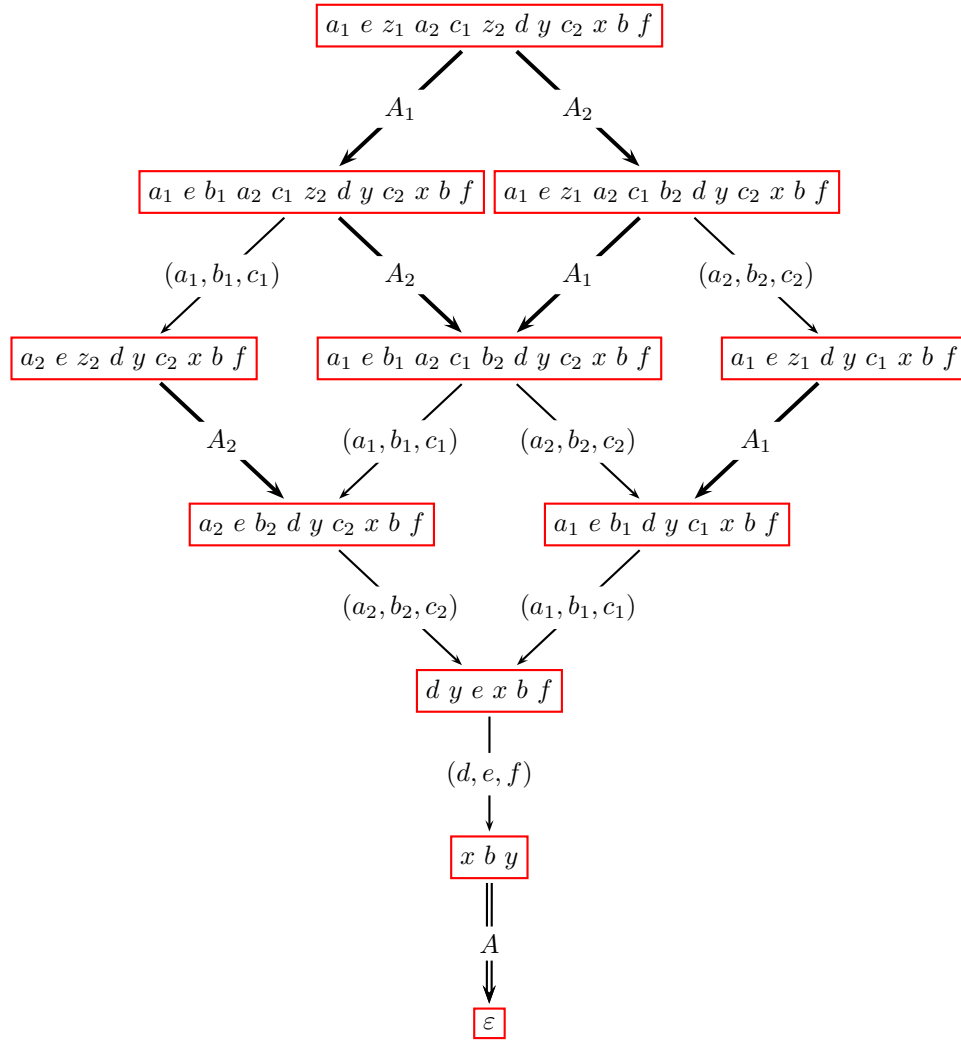 a₁ e z₁ a₂ c₁ z₂ d y c₂ x b f
A₁ A₂
a₁ e b₁ a₂ c₁ z₂ d y c₂ x b f a₁ e z₁ a₂ c₁ b₂ d y c₂ x b f
(a₁, b₁, c₁) A₂ A₁ (a₂, b₂, c₂)
a₂ e z₂ d y c₂ x b f a₁ e b₁ a₂ c₁ b₂ d y c₂ x b f a₁ e z₁ d y c₁ x b f
A₂ (a₁, b₁, c₁) (a₂, b₂, c₂) A₁
a₂ e b₂ d y c₂ x b f a₁ e b₁ d y c₁ x b f
(a₂, b₂, c₂) (a₁, b₁, c₁)
d y e x b f
(d, e, f)
x b y
A
ε